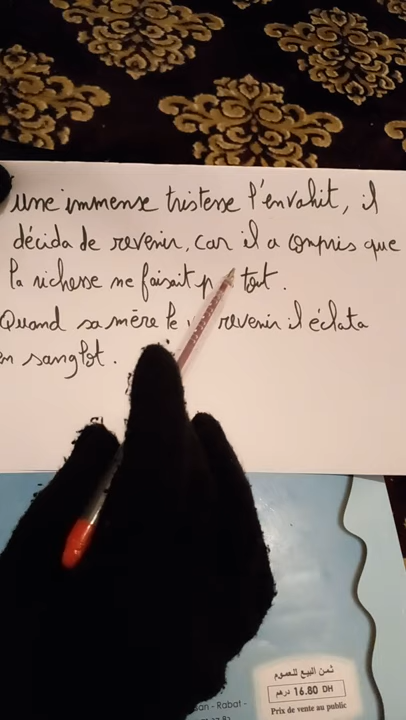 une immense tristesse l'envahit, il
décida de revenir, car il a compris que
la richesse ne faisait tout.
Quand sa mère le revenir il éclata
en sanglot.
ثمن البيع للعموم
16.80 DH درهم
Prix de vente au public
- Rabat -